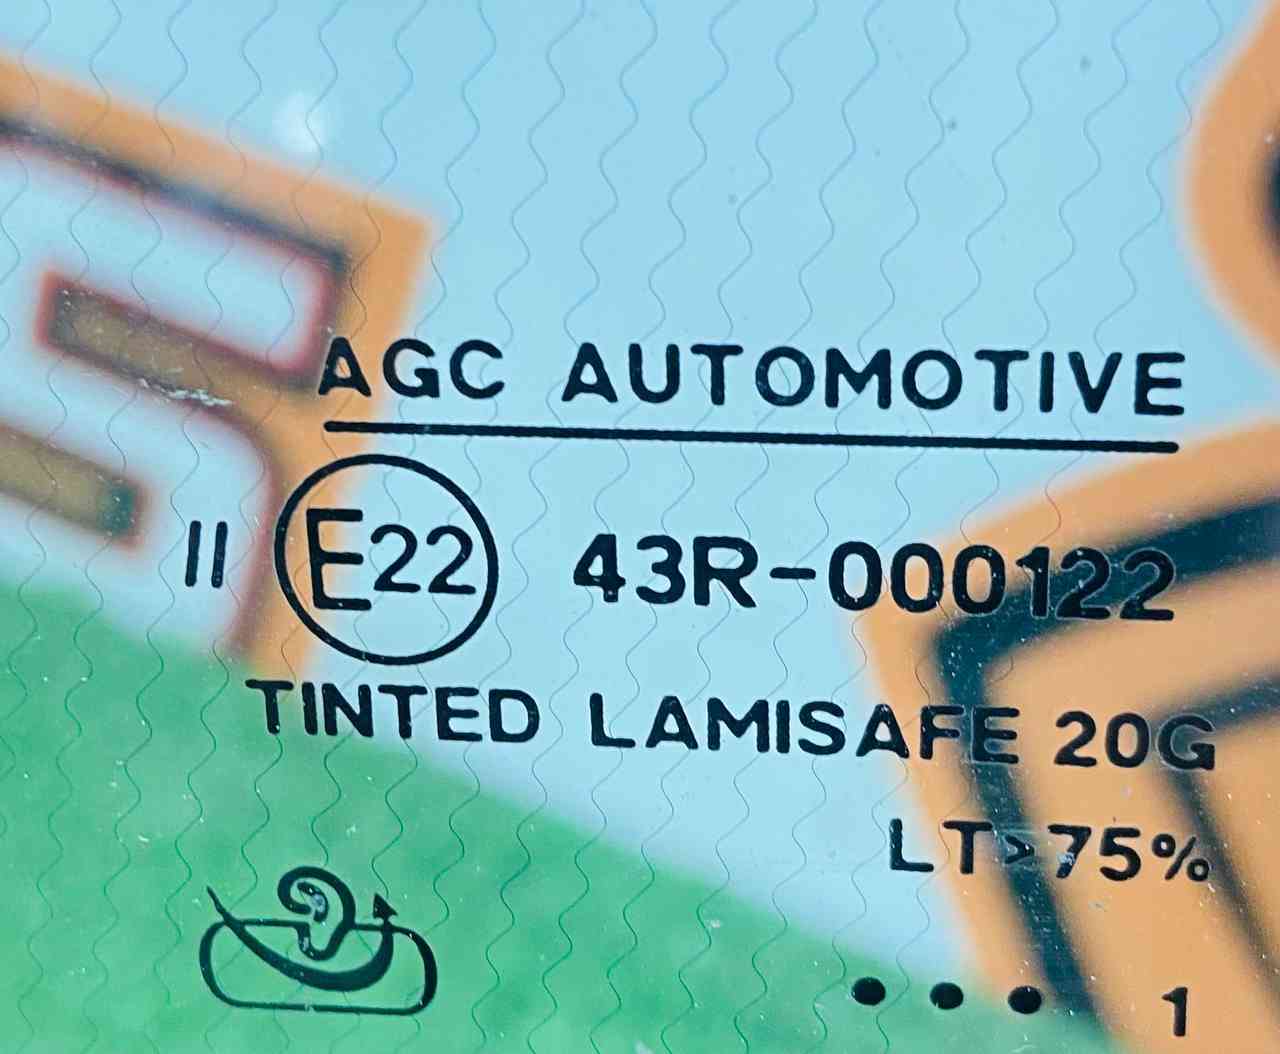 AGC AUTOMOTIVE
II E22 43R-000122
TINTED LAMISAFE 20G
LT>75%
••• 1